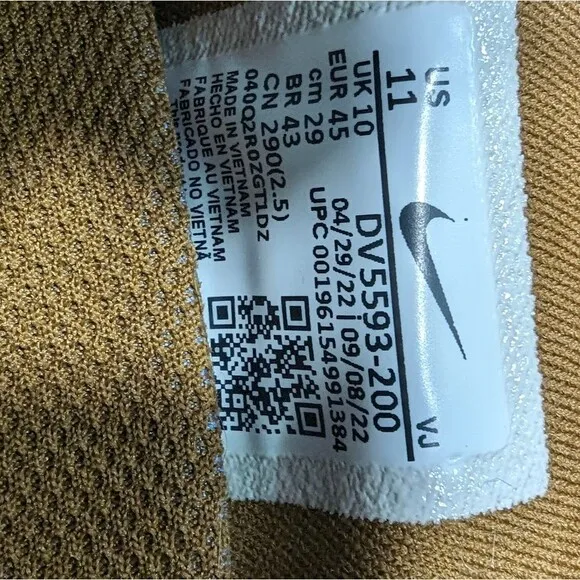 US
11
VJ
UK 10
EUR 45
cm 29
BR 43
CN 290(2.5)
DV5593-200
04/29/22 | 09/08/22
UPC 00196154991384
040Q2R0ZGT1DZ
MADE IN VIETNAM
HECHO EN VIETNAM
FABRIQUE AU VIETNAM
FABRICADO NO VIETNÃ